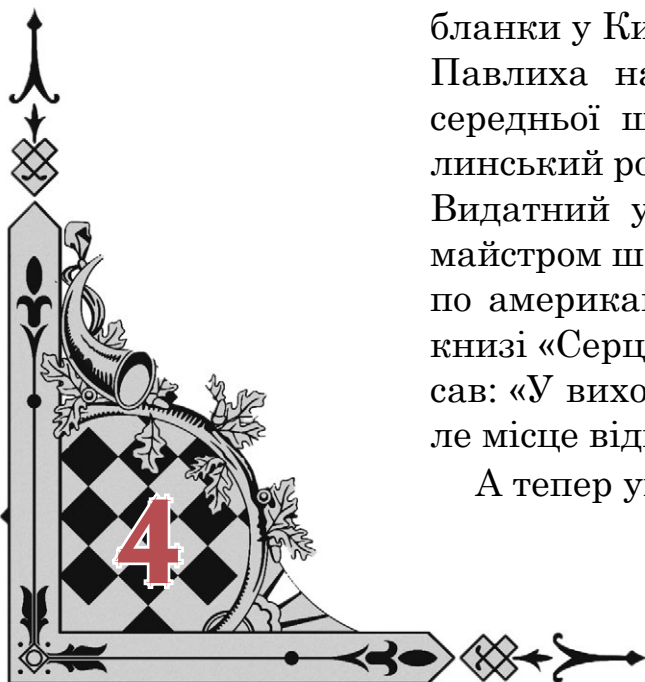 бланки у Ки
Павлиха на
середньої ш
линський ро
Видатний у
майстром ш
по америка
книзі «Серц
сав: «У вихо
ле місце від
А тепер у
4